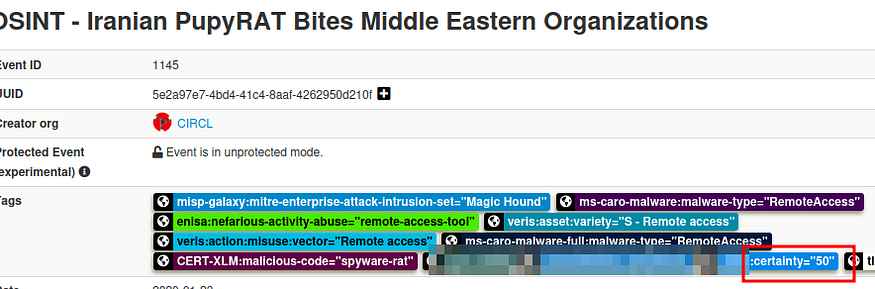 OSINT - Iranian PupyRAT Bites Middle Eastern Organizations
Event ID 1145
UUID 5e2a97e7-4bd4-41c4-8aaf-4262950d210f
Creator org CIRCL
Protected Event (experimental) Event is in unprotected mode.
Tags misp-galaxy:mitre-enterprise-attack-intrusion-set="Magic Hound" ms-caro-malware:malware-type="RemoteAccess"
enisa:nefarious-activity-abuse="remote-access-tool" veris:asset:variety="S - Remote access"
veris:action:misuse:vector="Remote access" ms-caro-malware-full:malware-type="RemoteAccess"
CERT-XLM:malicious-code="spyware-rat" :certainty="50"